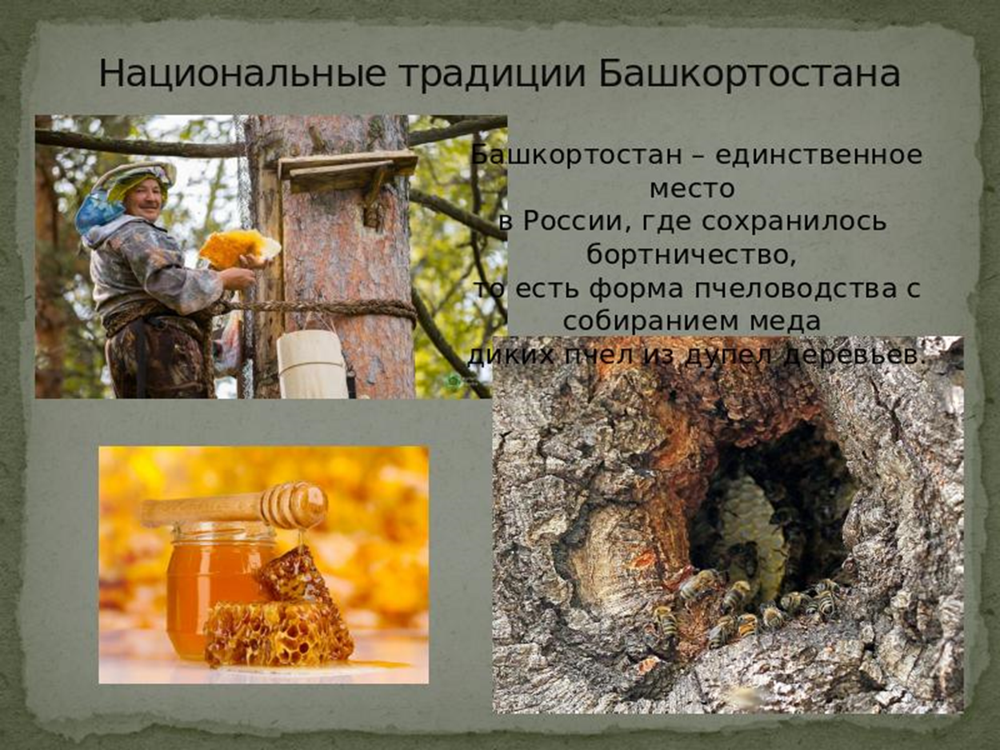 Национальные традиции Башкортостана
Башкортостан – единственное
место
в России, где сохранилось
бортничество,
то есть форма пчеловодства с
собиранием меда
диких пчел из дупел деревьев.